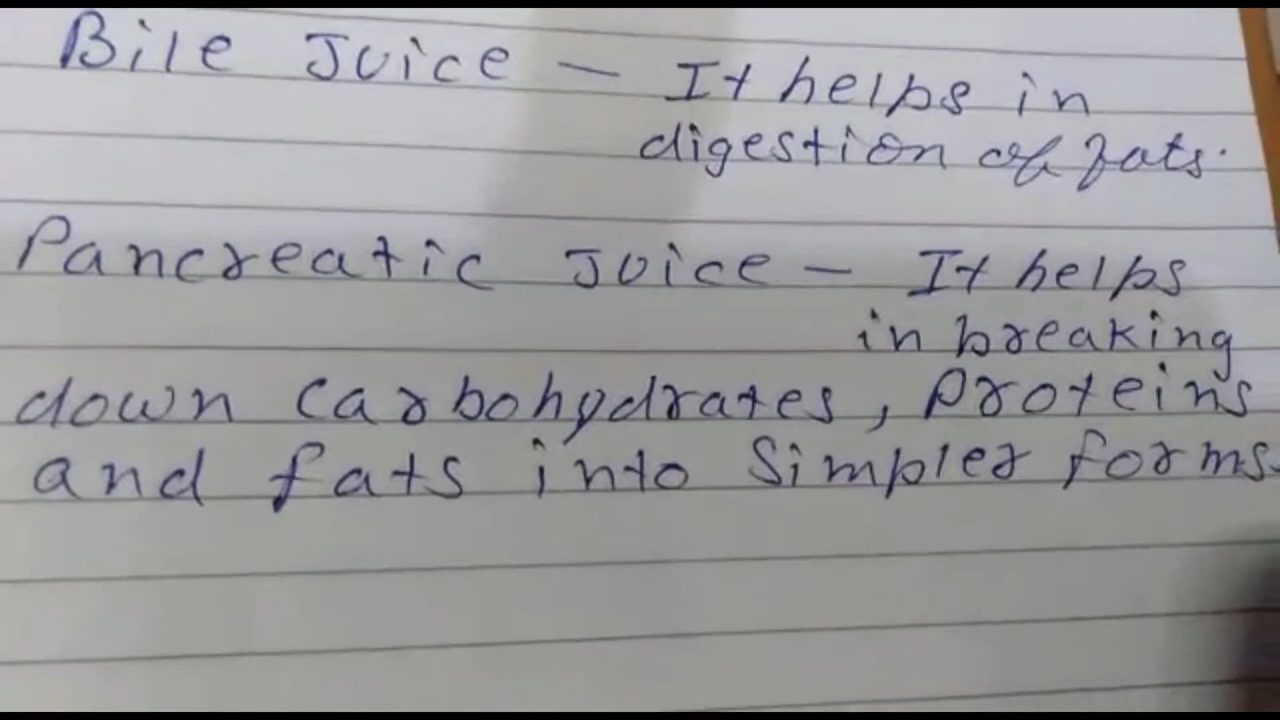 Bile Juice – It helps in
digestion of fats.
Pancreatic Juice – It helps
in breaking
down carbohydrates, proteins
and fats into Simpler forms.